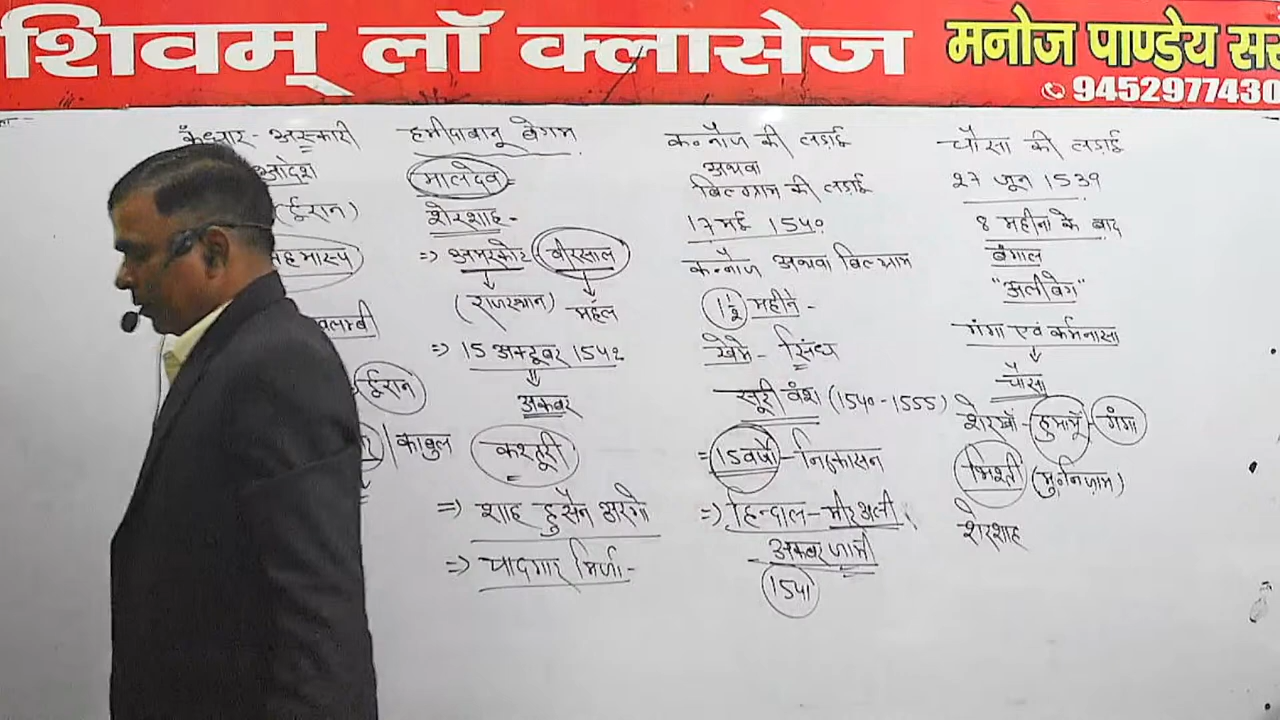 शिवम् लॉ क्लासेज
मनोज पाण्डेय सर
9452977430
चौसा की लड़ाई
27 जून 1539
8 महीना के बाद
बंगाल
"अलीबेग"
गंगा एवं कर्मनासा
चौसा
शेरखाँ - हुमायूँ - गंगा
भिश्ती (मु॰ निज़ाम)
शेरशाह
कन्नौज की लड़ाई
अथवा
बिलग्राम की लड़ाई
17 मई 1540
कन्नौज अथवा बिलग्राम
1½ महीने -
खेमे - सिंध
सूरी वंश (1540 - 1555)
= 15 वर्षो - निष्कासन
=> हिन्दाल - मीर अली
अकबर जामी
1541
हमीदाबानू बेगम
मालदेव =
शेरशाह -
=> अमरकोट वीरसाल
(राजस्थान) महल
=> 15 अक्टूबर 1542
अकबर
कस्तूरी
=> शाह हुसैन अरगो
=> यादगार मिर्जा -
कंधार - अस्करी
आदेश
(ईरान)
ईरान
काबुल